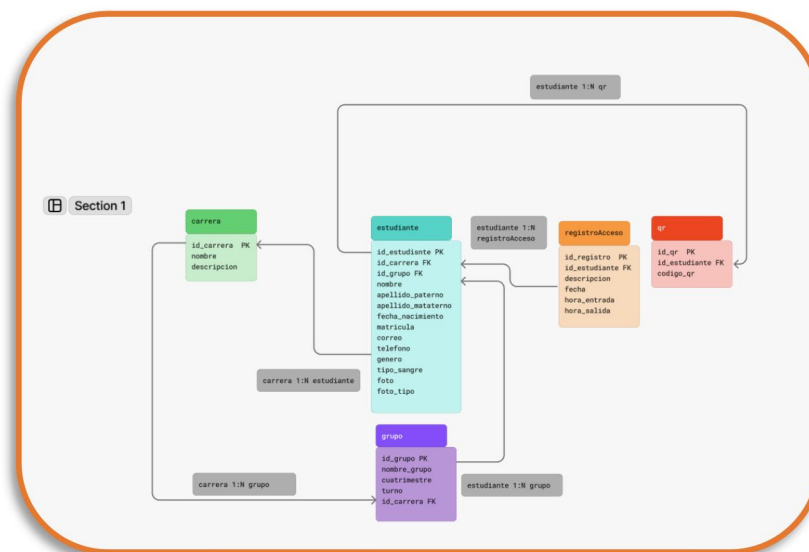 estudiante 1:N qr
Section 1
carrera
id_carrera PK
nombre
descripcion
estudiante
id_estudisnte PK
id_carrera FK
id_grupo FK
nombre
apellido_paterno
apellido_mataterno
fecha_nacimiento
matricula
correo
telefono
genero
tipo_sangre
foto
foto_tipo
estudiante 1:N
registroAcceso
registroAcceso
id_registro PK
id_estudiante FK
descripcion
fecha
hora_entrada
hora_salida
qr
id_qr PK
id_estudiante FK
codigo_qr
carrera 1:N estudiante
grupo
id_grupo PK
nombre_grupo
cuatrimestre
turno
id_carrera FK
carrera 1:N grupo
estudiante 1:N grupo